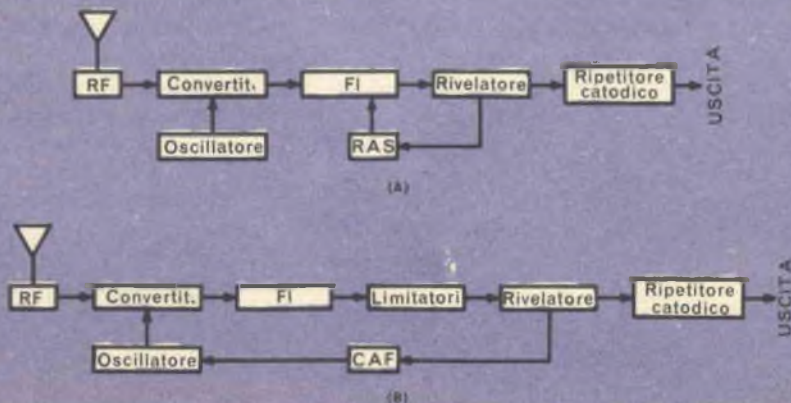 RF
Convertit.
FI
Rivelatore
Ripetitore
catodico
USCITA
Oscillatore
RAS
(A)
RF
Convertit.
FI
Limitatori
Rivelatore
Ripetitore
catodico
USCITA
Oscillatore
CAF
(B)